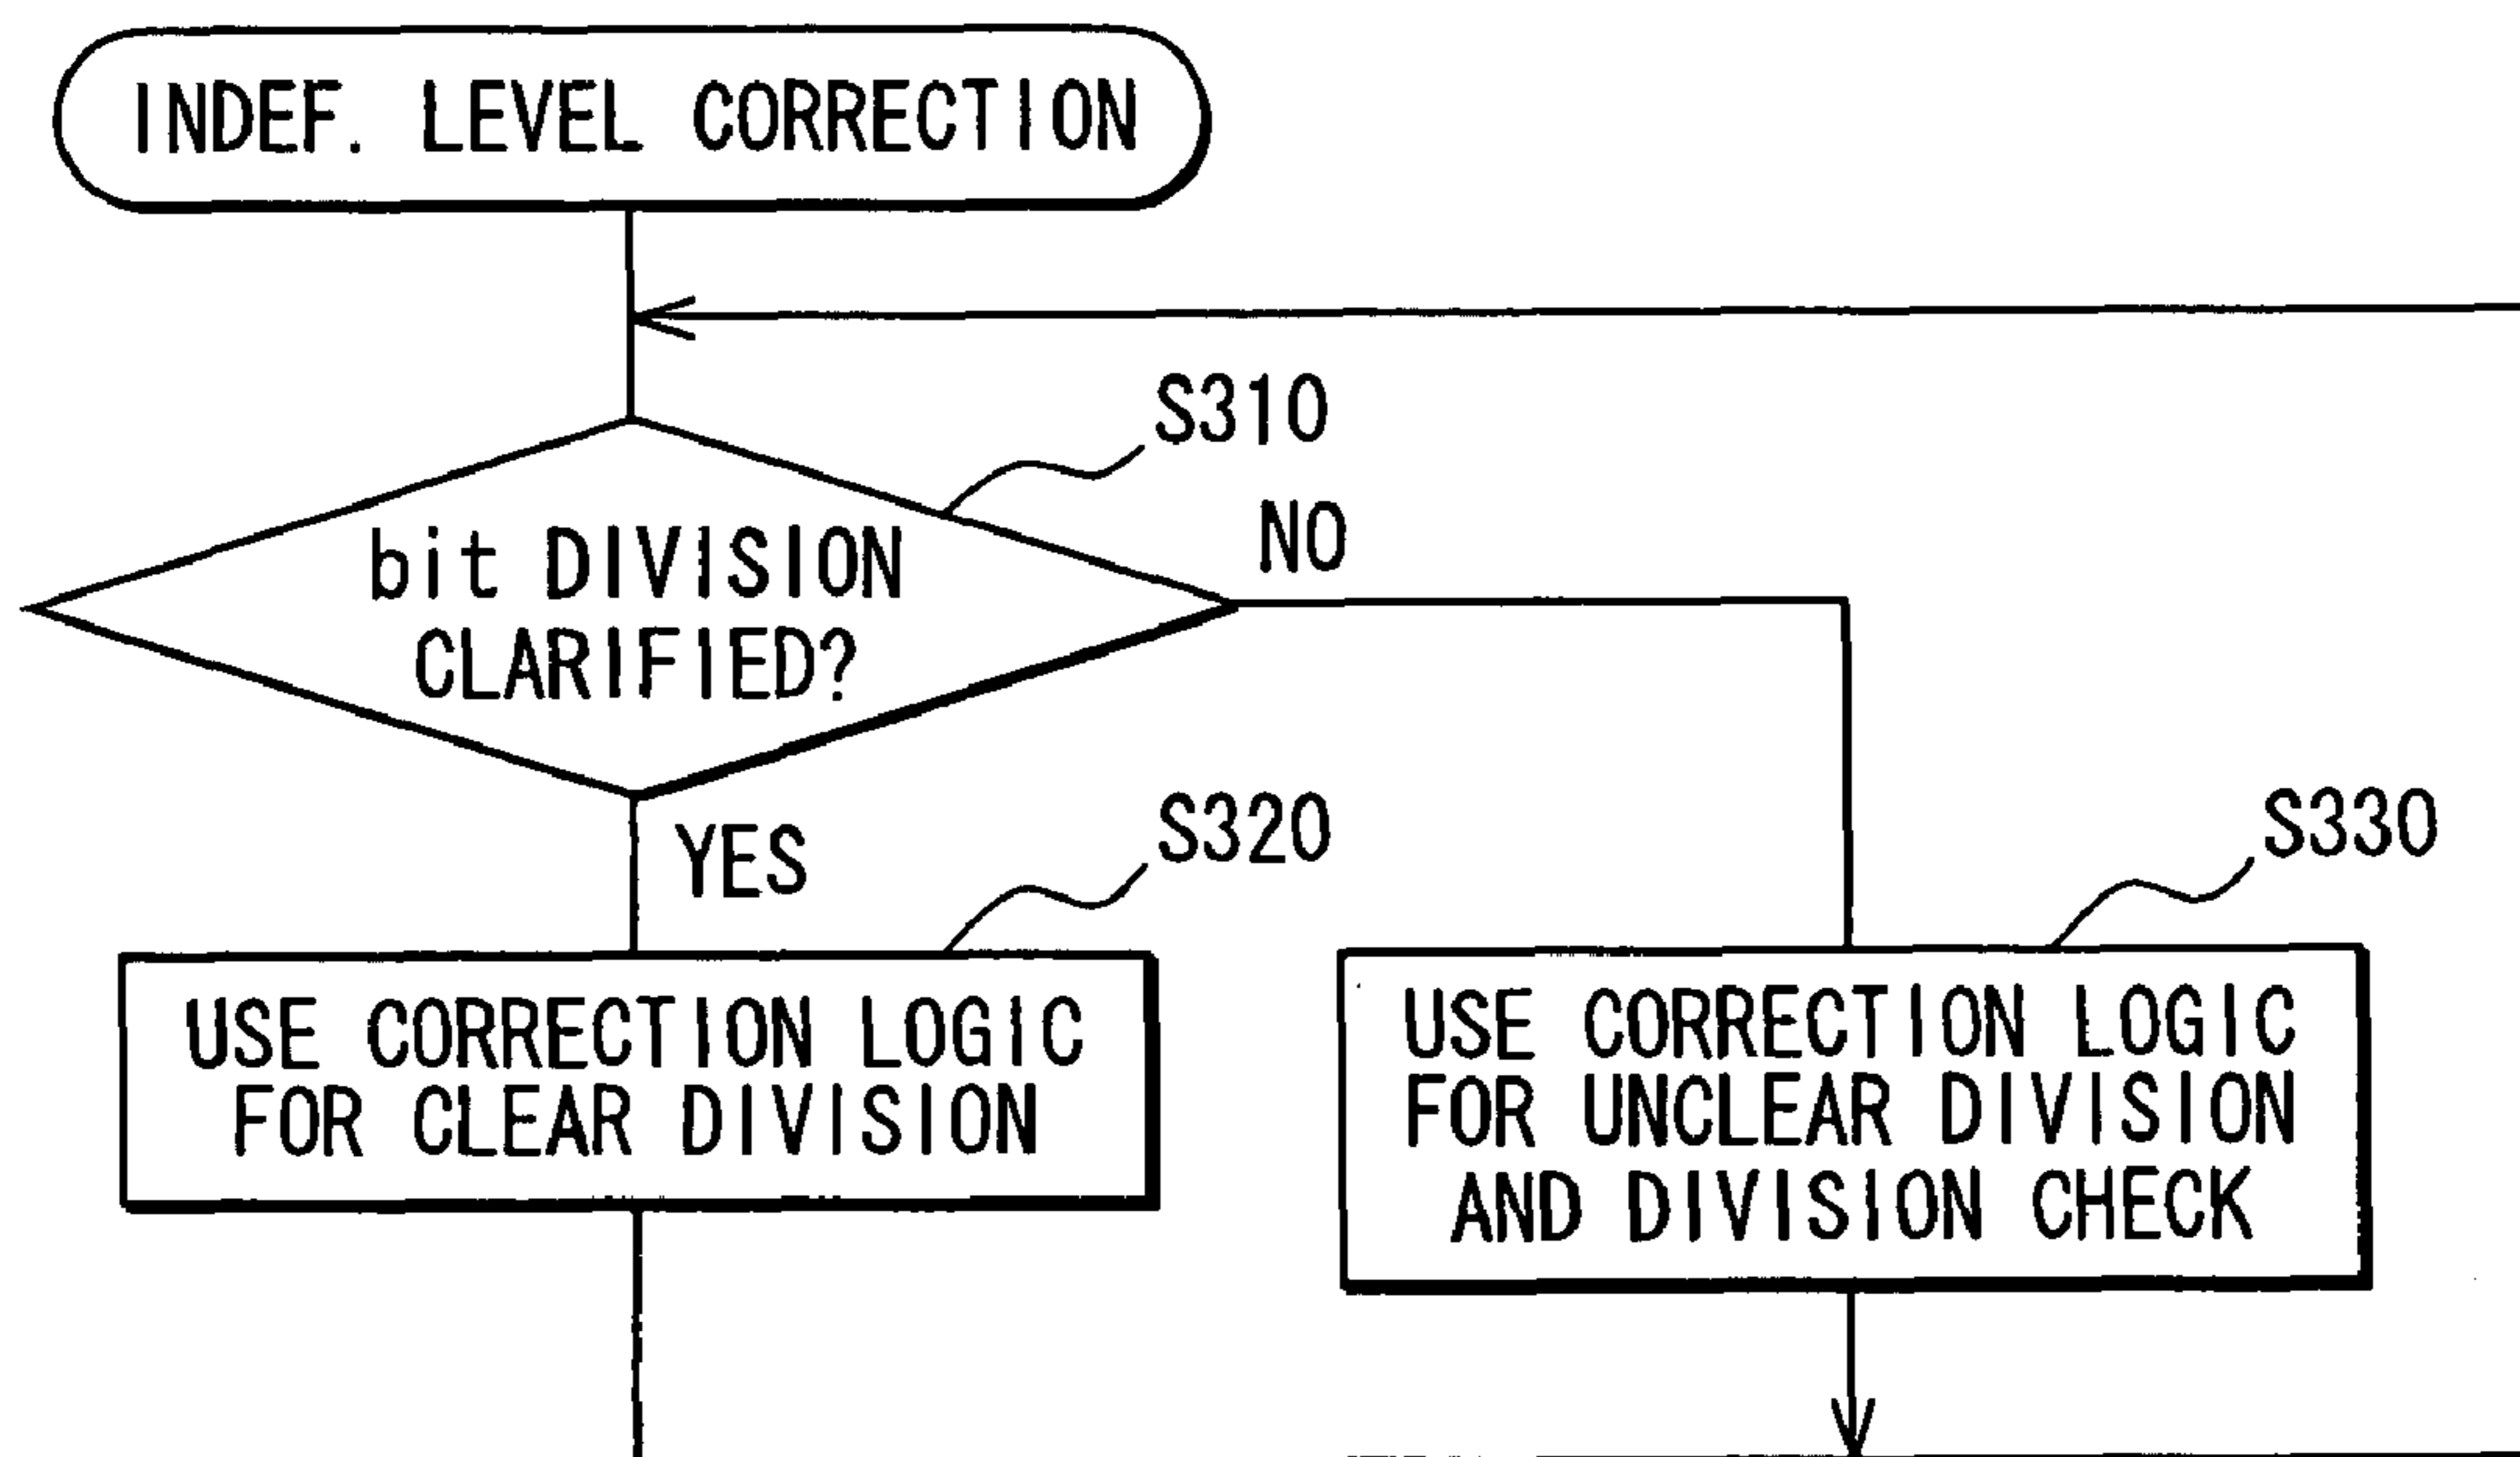 INDEF. LEVEL CORRECTION
S310
NO
bit DIVISION
CLARIFIED?
YES
S320
S330
USE CORRECTION LOGIC
FOR CLEAR DIVISION
USE CORRECTION LOGIC
FOR UNCLEAR DIVISION
AND DIVISION CHECK